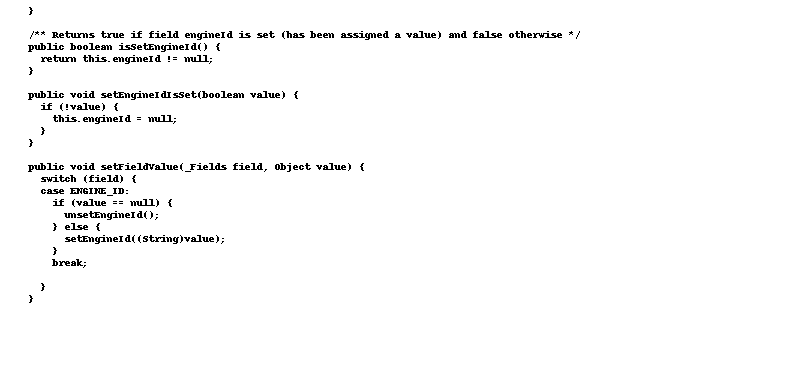 }
/** Returns true if field engineId is set (has been assigned a value) and false otherwise */
public boolean isSetEngineId() {
return this.engineId != null;
}
public void setEngineIdIsSet(boolean value) {
if (!value) {
this.engineId = null;
}
}
public void setFieldValue(_Fields field, Object value) {
switch (field) {
case ENGINE_ID:
if (value == null) {
unsetEngineId();
} else {
setEngineId((String)value);
}
break;
}
}